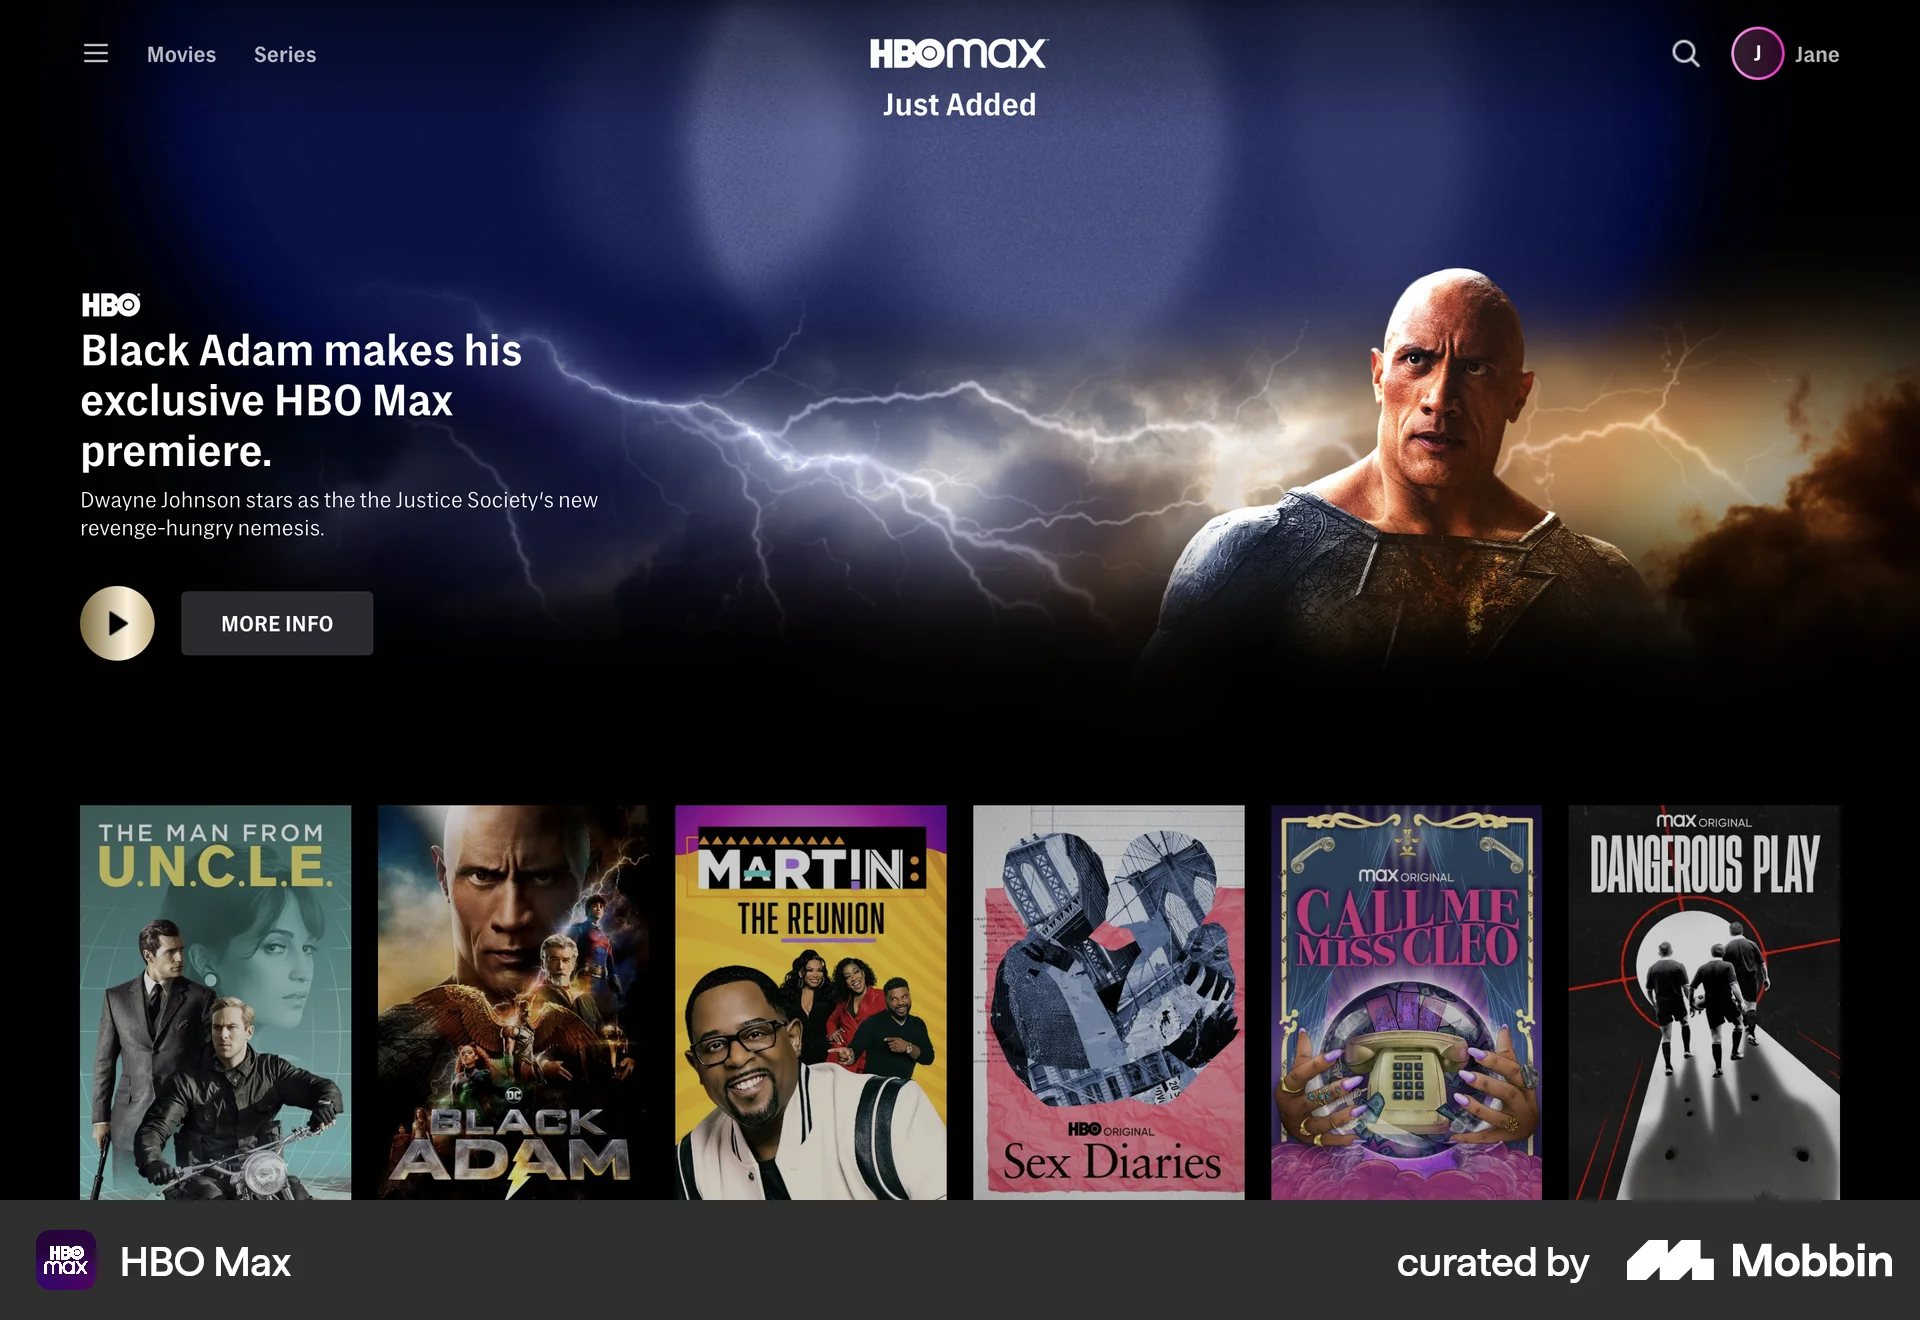 Movies Series
HBOmax
J Jane
Just Added
HBO
Black Adam makes his
exclusive HBO Max
premiere.
Dwayne Johnson stars as the the Justice Society's new
revenge-hungry nemesis.
MORE INFO
THE MAN FROM
U.N.C.L.E.
DC
BLACK
ADAM
MARTIN:
THE REUNION
HBO ORIGINAL
Sex Diaries
max ORIGINAL
CALL ME
MISS CLEO
max ORIGINAL
DANGEROUS PLAY
HBO
max
HBO Max
curated by Mobbin